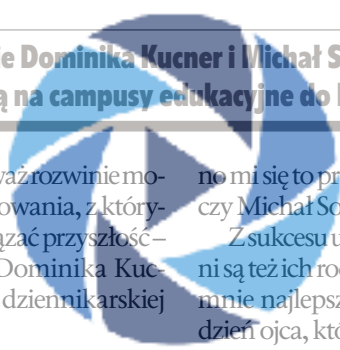 e Dominika Kucner i Michał S
ą na campusy edukacyjne do
waż rozwinie mo-
owania, z który-
ązać przyszłość –
Dominika Kuc-
dziennikarskiej
no mi się to pr
czy Michał So
Z sukcesu u
ni są też ich ro
mnie najlepsz
dzień ojca, któ